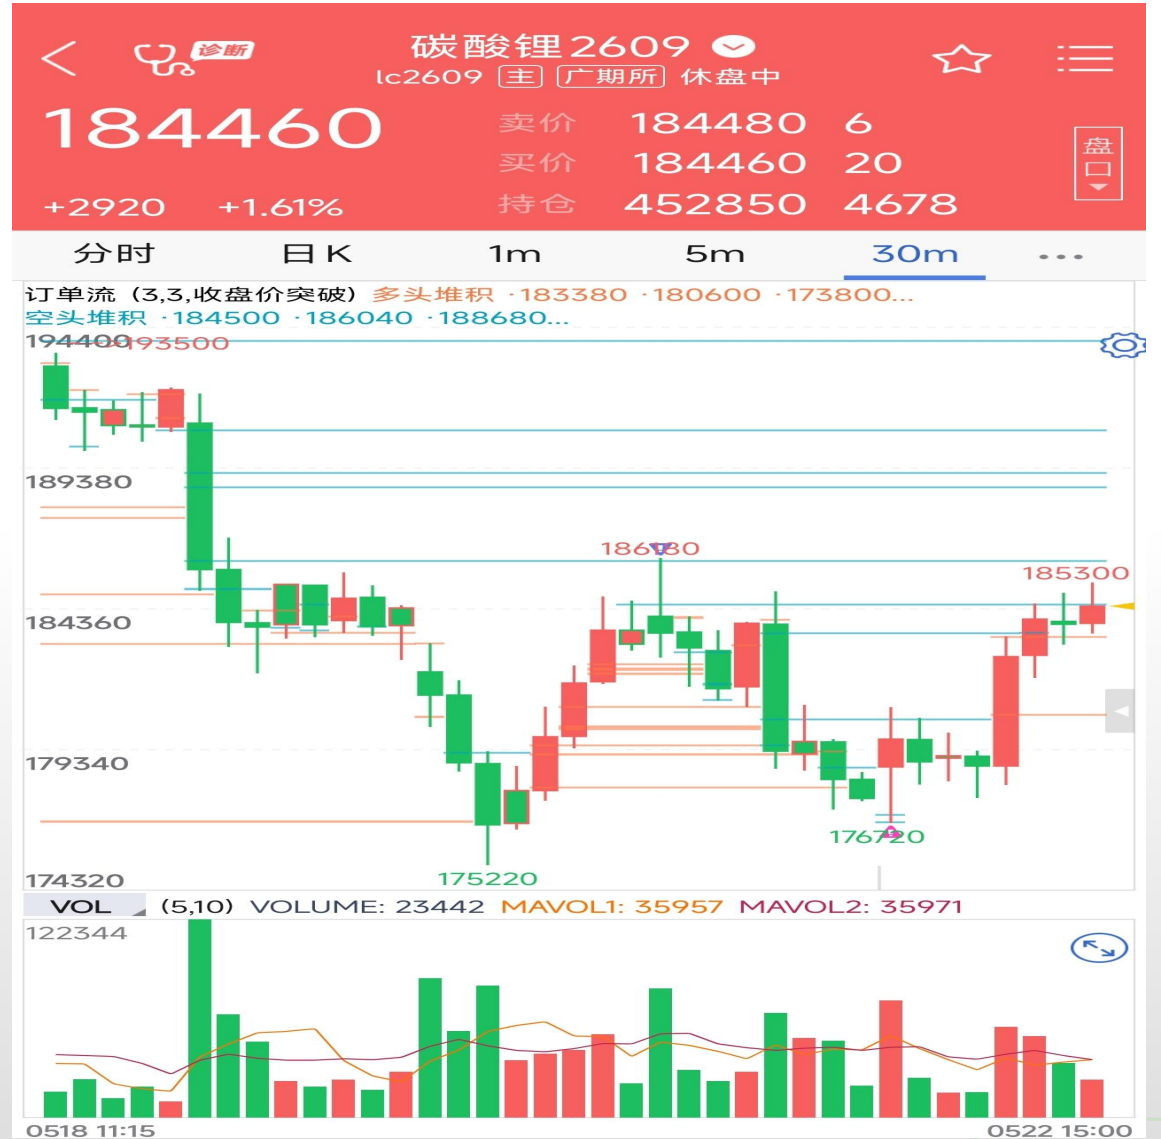 诊断
碳酸锂2609
lc2609 主 广期所 休盘中
184460
卖价 184480 6
买价 184460 20
+2920 +1.61%
持仓 452850 4678
盘口
分时 日K 1m 5m 30m ...
订单流 (3,3,收盘价突破) 多头堆积 ·183380 ·180600 ·173800...
空头堆积 ·184500 ·186040 ·188680...
194400
193500
189380
186180
185300
184360
179340
176720
175220
174320
VOL (5,10) VOLUME: 23442 MAVOL1: 35957 MAVOL2: 35971
122344
0518 11:15 0522 15:00